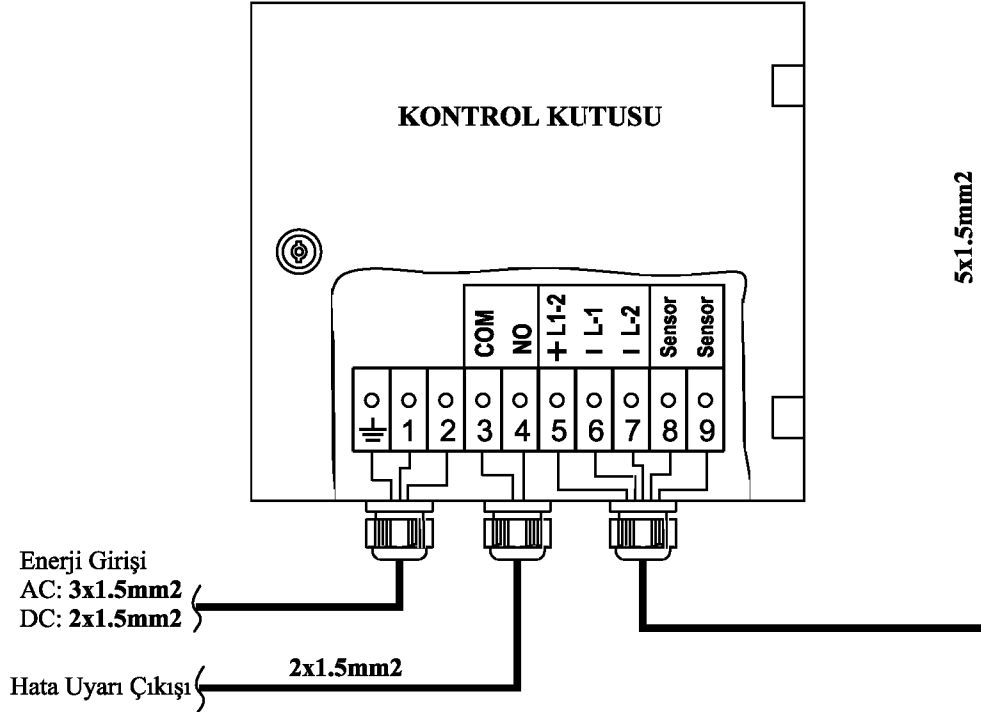 KONTROL KUTUSU
5x1.5mm2
COM
NO
+ L1-2
- L-1
- L-2
Sensor
Sensor
1 2 3 4 5 6 7 8 9
Enerji Girişi
AC: 3x1.5mm2
DC: 2x1.5mm2
2x1.5mm2
Hata Uyarı Çıkışı